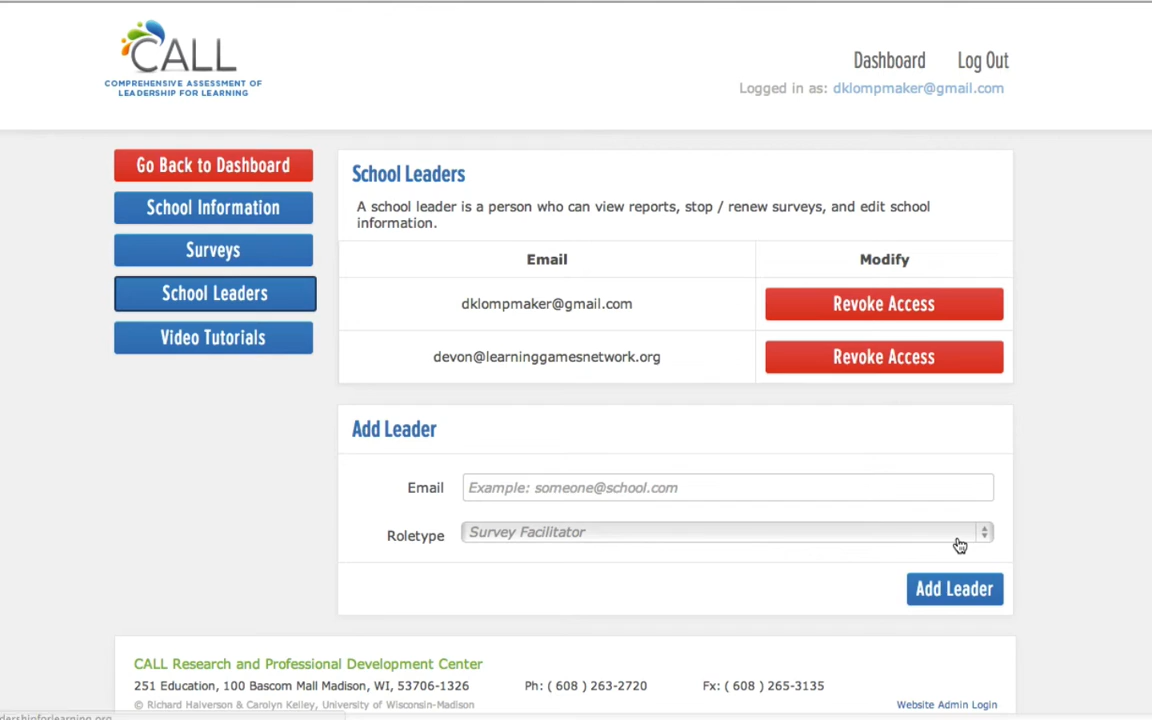 CALL
COMPREHENSIVE ASSESSMENT OF
LEADERSHIP FOR LEARNING
Dashboard Log Out
Logged in as: dklompmaker@gmail.com
Go Back to Dashboard
School Information
Surveys
School Leaders
Video Tutorials
School Leaders
A school leader is a person who can view reports, stop / renew surveys, and edit school
information.
Email Modify
dklompmaker@gmail.com Revoke Access
devon@learninggamesnetwork.org Revoke Access
Add Leader
Email Example: someone@school.com
Roletype Survey Facilitator
Add Leader
CALL Research and Professional Development Center
251 Education, 100 Bascom Mall Madison, WI, 53706-1326 Ph: ( 608 ) 263-2720 Fx: ( 608 ) 265-3135
© Richard Halverson & Carolyn Kelley, University of Wisconsin-Madison Website Admin Login